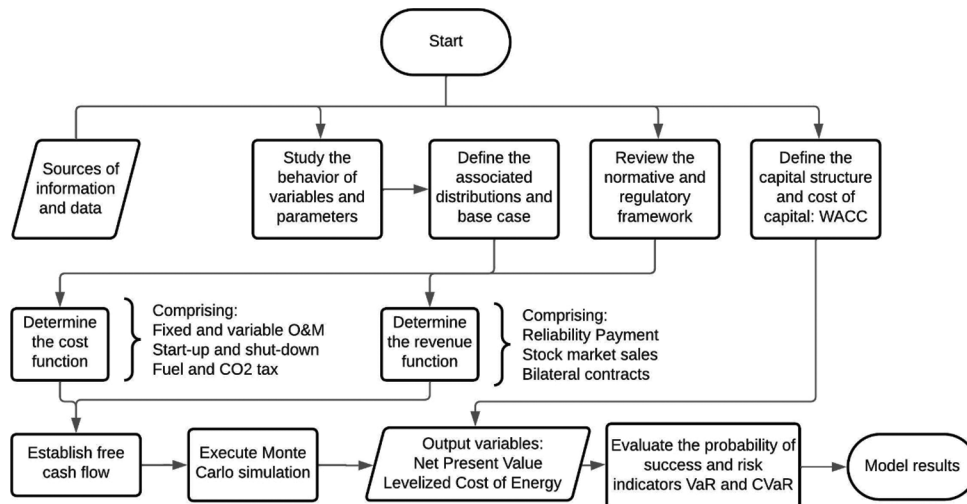 Start
Sources of
information
and data
Study the
behavior of
variables and
parameters
Define the
associated
distributions and
base case
Review the
normative and
regulatory
framework
Define the
capital structure
and cost of
capital: WACC
Determine
the cost
function
Comprising:
Fixed and variable O&M
Start-up and shut-down
Fuel and CO2 tax
Determine
the revenue
function
Comprising:
Reliability Payment
Stock market sales
Bilateral contracts
Establish free
cash flow
Execute Monte
Carlo simulation
Output variables:
Net Present Value
Levelized Cost of Energy
Evaluate the probability of
success and risk
indicators VaR and CVaR
Model results